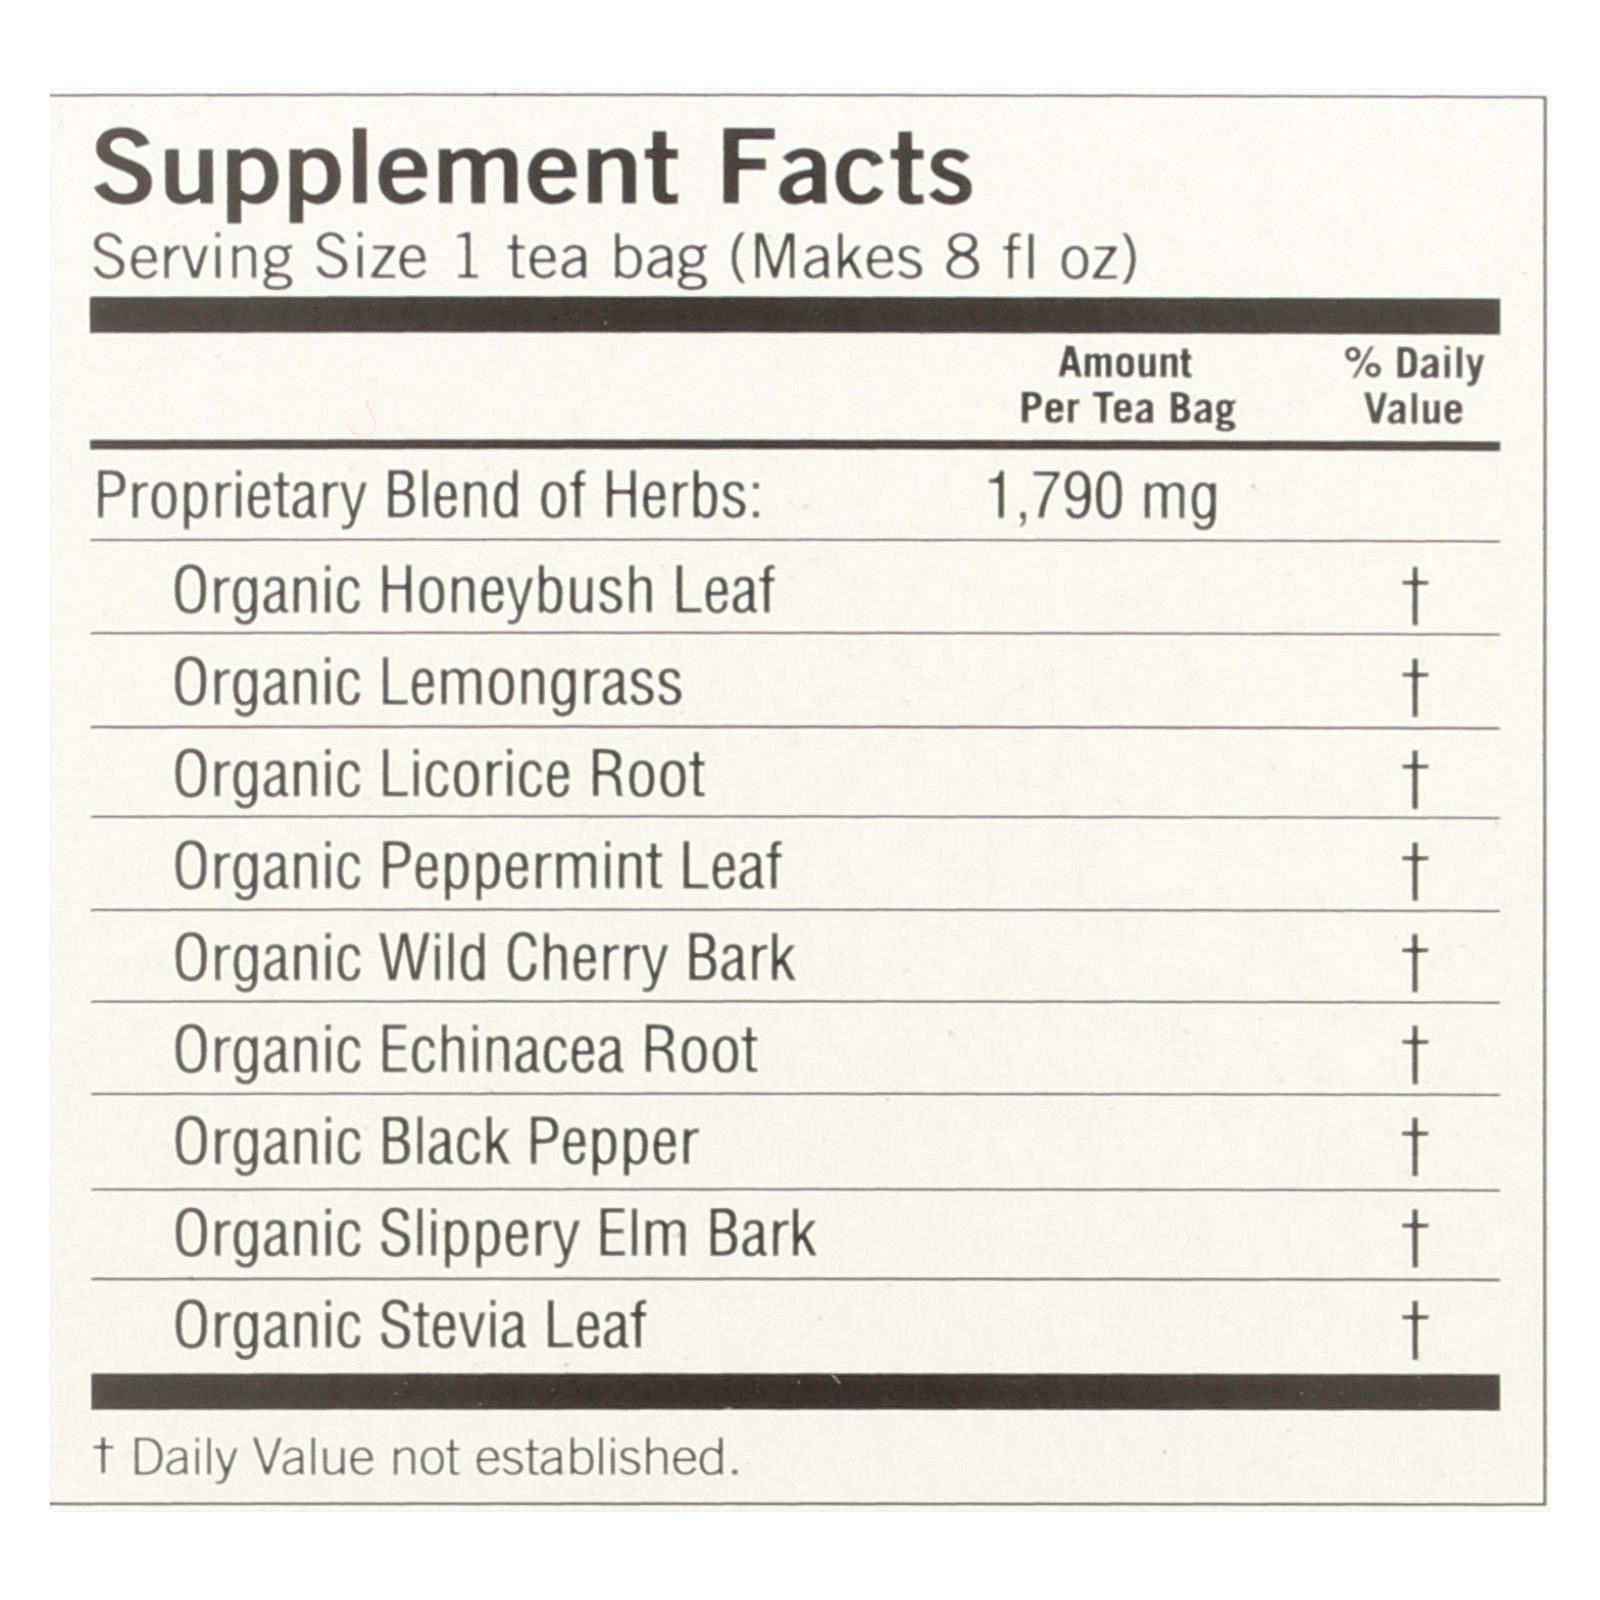 Supplement Facts
Serving Size 1 tea bag (Makes 8 fl oz)
Amount
Per Tea Bag
% Daily
Value
Proprietary Blend of Herbs: 1,790 mg
Organic Honeybush Leaf †
Organic Lemongrass †
Organic Licorice Root †
Organic Peppermint Leaf †
Organic Wild Cherry Bark †
Organic Echinacea Root †
Organic Black Pepper †
Organic Slippery Elm Bark †
Organic Stevia Leaf †
† Daily Value not established.